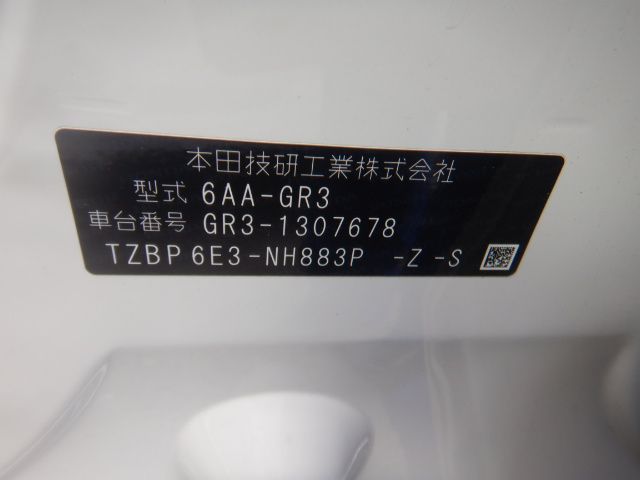 本田技研工業株式会社
型式 6AA-GR3
車台番号 GR3-1307678
TZBP 6E3-NH883P -Z -S